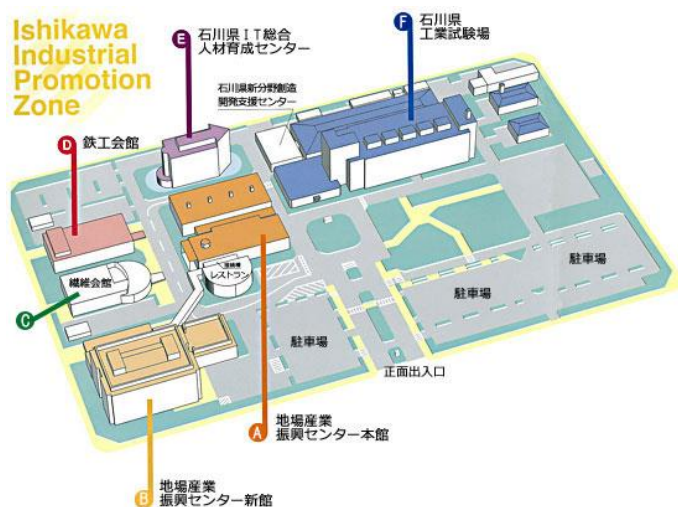 Ishikawa
Industrial
Promotion
Zone
E 石川県IT総合
人材育成センター
F 石川県
工業試験場
石川県新分野創造
開発支援センター
D 鉄工会館
レストラン
繊維会館
C
駐車場
駐車場
駐車場
正面出入口
A 地場産業
振興センター本館
B 地場産業
振興センター新館